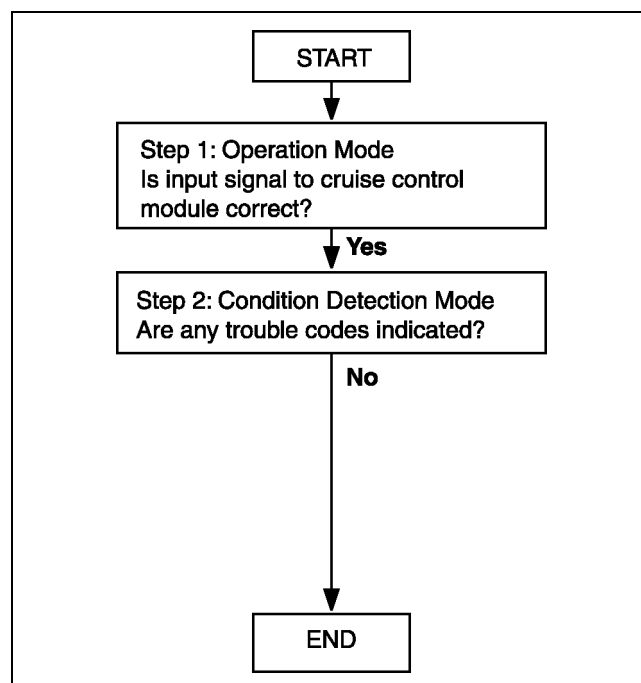 START
Step 1: Operation Mode
Is input signal to cruise control
module correct?
Yes
Step 2: Condition Detection Mode
Are any trouble codes indicated?
No
END